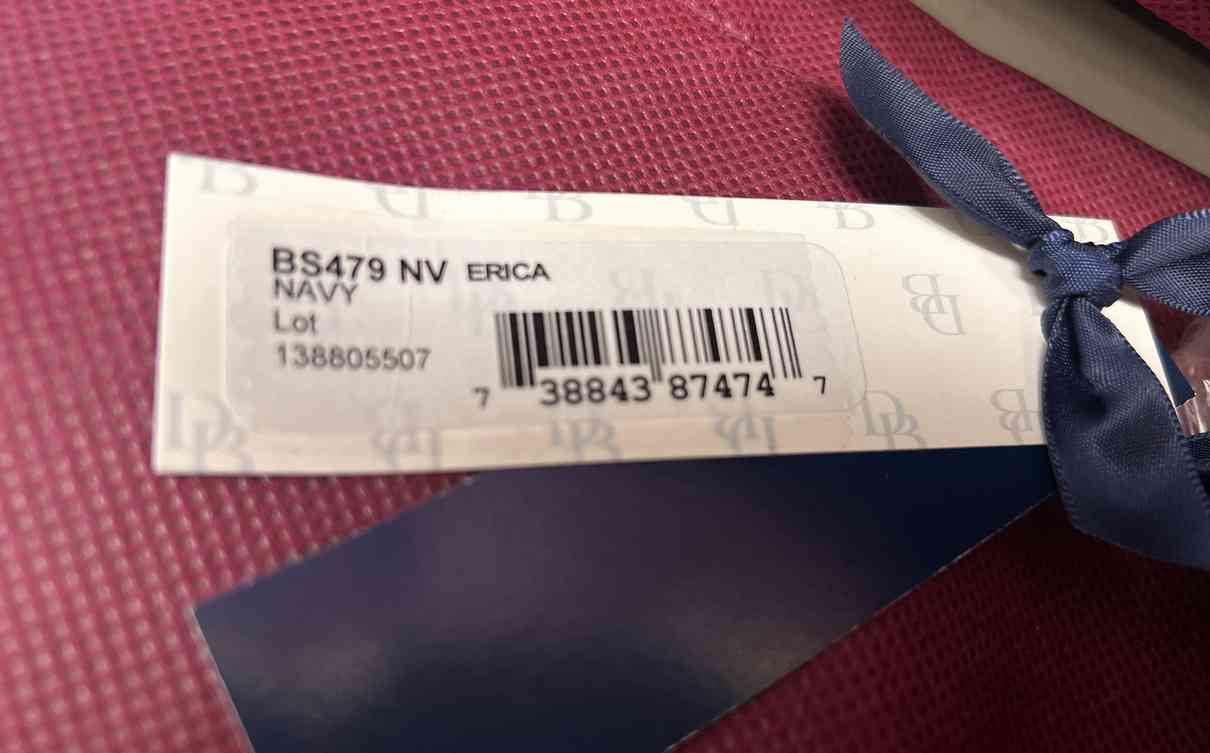 BS479 NV ERICA
NAVY
Lot
138805507
7 38843 87474 7